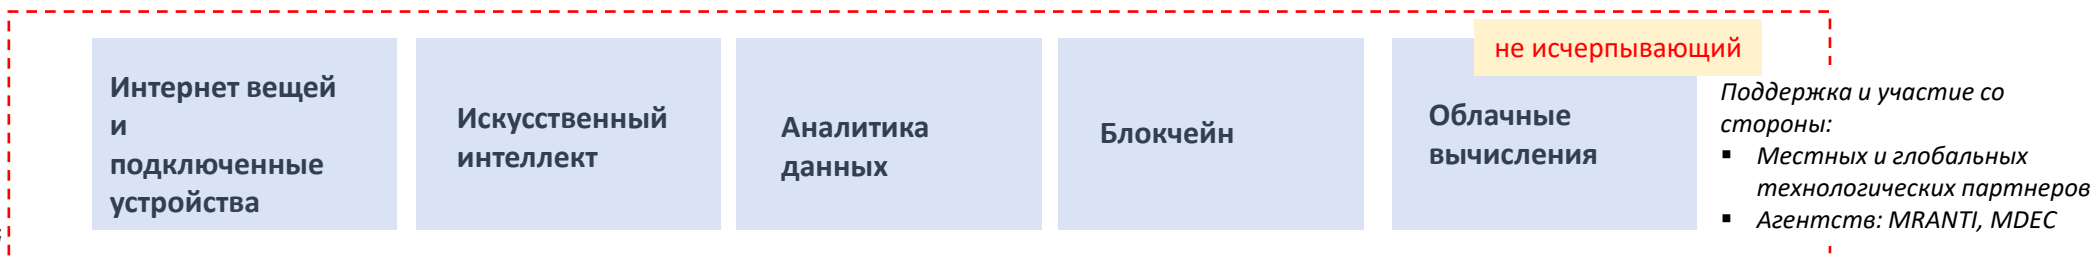 Интернет вещей
и
подключенные
устройства
Искусственный
интеллект
Аналитика
данных
Блокчейн
не исчерпывающий
Облачные
вычисления
Поддержка и участие со
стороны:
▪ Местных и глобальных
технологических партнеров
▪ Агентств: MRANTI, MDEC